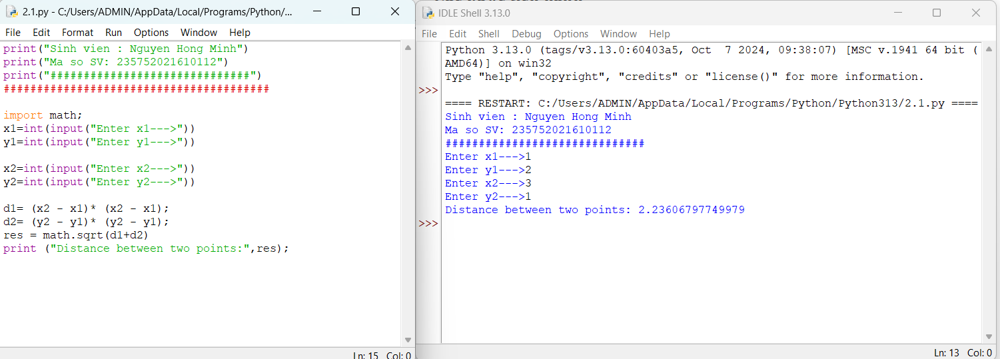 2.1.py - C:/Users/ADMIN/AppData/Local/Programs/Python/...
File Edit Format Run Options Window Help
print("Sinh vien : Nguyen Hong Minh")
print("Ma so SV: 235752021610112")
print("##############################")
########################################
import math;
x1=int(input("Enter x1--->"))
y1=int(input("Enter y1--->"))
x2=int(input("Enter x2--->"))
y2=int(input("Enter y2--->"))
d1= (x2 - x1)* (x2 - x1);
d2= (y2 - y1)* (y2 - y1);
res = math.sqrt(d1+d2)
print ("Distance between two points:",res);
Ln: 15 Col: 0
IDLE Shell 3.13.0
File Edit Shell Debug Options Window Help
Python 3.13.0 (tags/v3.13.0:60403a5, Oct  7 2024, 09:38:07) [MSC v.1941 64 bit (
AMD64)] on win32
Type "help", "copyright", "credits" or "license()" for more information.
>>>
==== RESTART: C:/Users/ADMIN/AppData/Local/Programs/Python/Python313/2.1.py ====
Sinh vien : Nguyen Hong Minh
Ma so SV: 235752021610112
##############################
Enter x1--->1
Enter y1--->2
Enter x2--->3
Enter y2--->1
Distance between two points: 2.23606797749979
>>>
Ln: 13 Col: 0